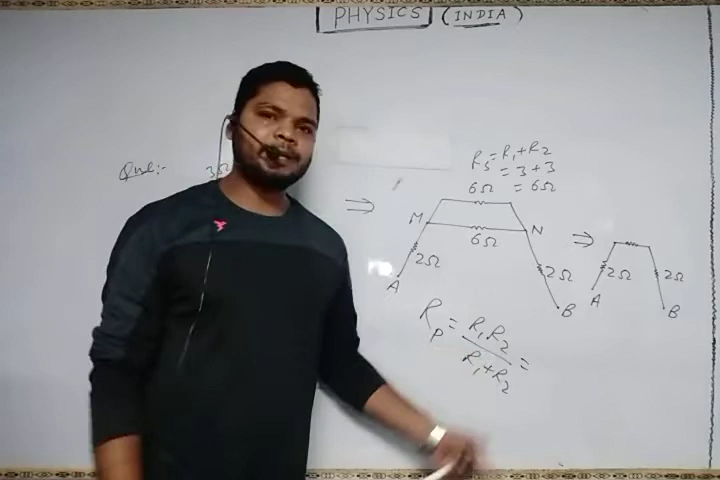 PHYSICS (INDIA)
Que:-
3Ω
Rs = R1 + R2
= 3 + 3
6Ω = 6Ω
⇒
M
N
6Ω
2Ω
2Ω
A
B
⇒
2Ω
2Ω
A
B
Rp = R1R2 / R1+R2 =